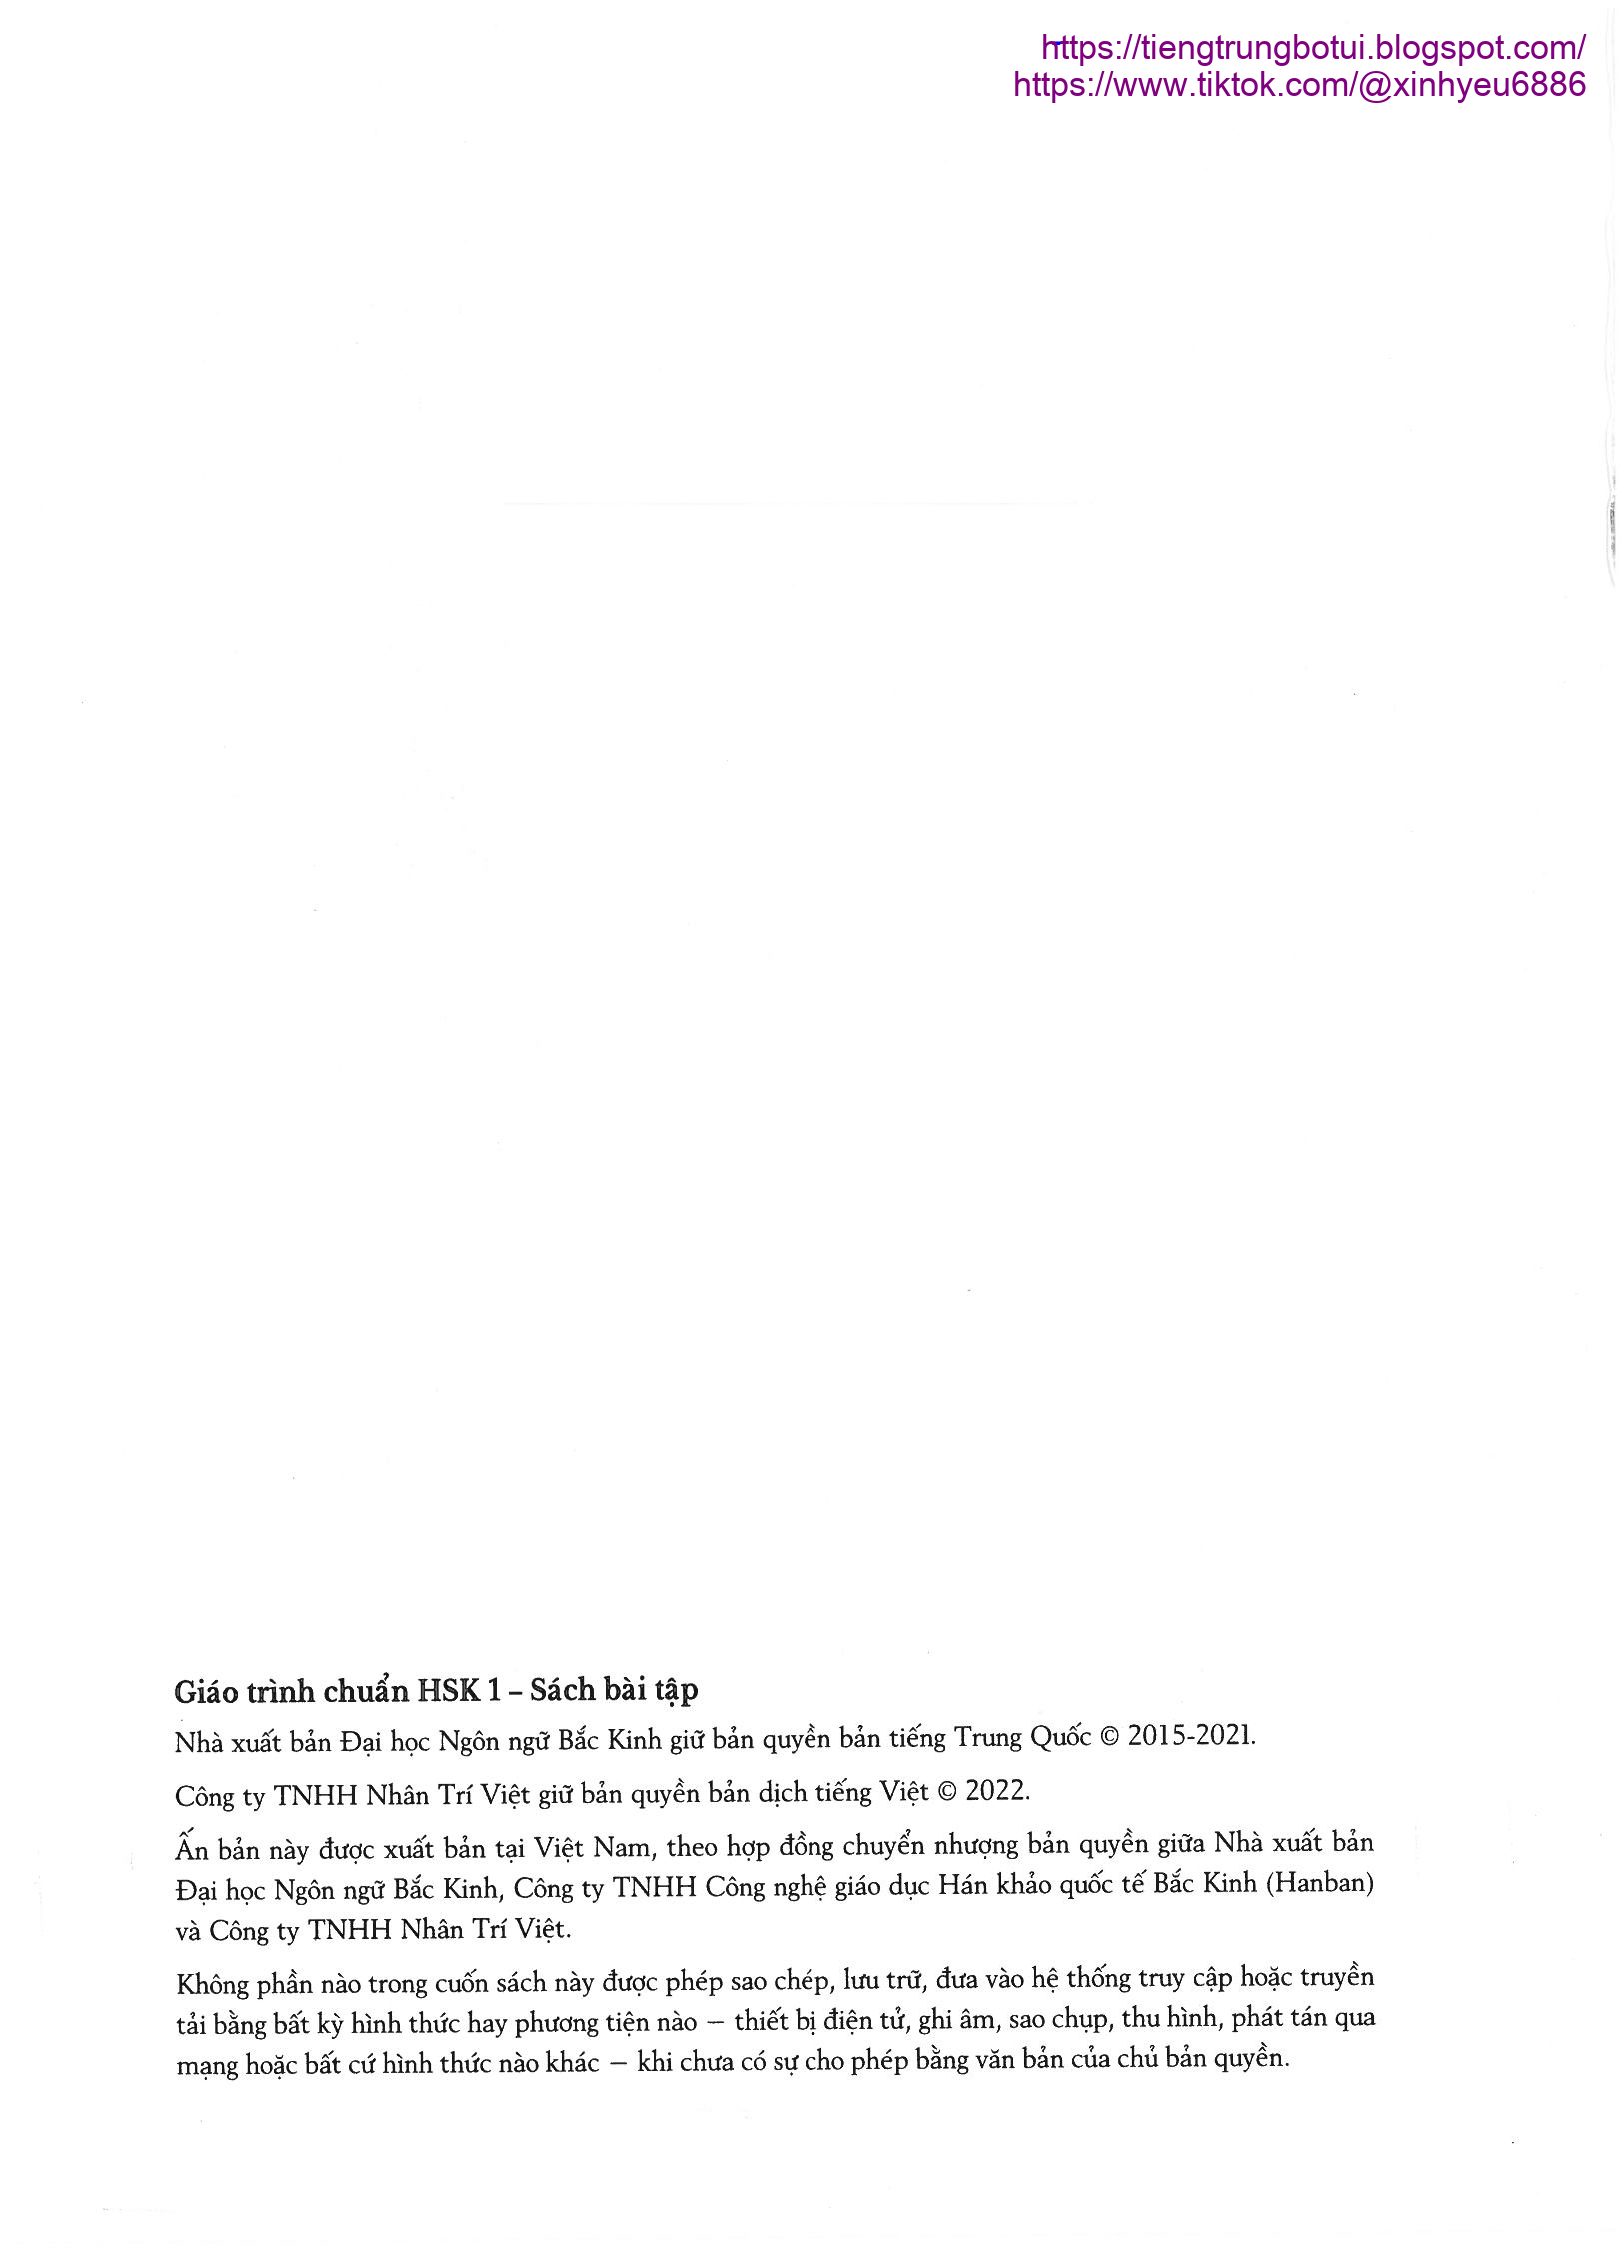 https://tiengtrungbotui.blogspot.com/
https://www.tiktok.com/@xinhyeu6886
Giáo trình chuẩn HSK 1 – Sách bài tập
Nhà xuất bản Đại học Ngôn ngữ Bắc Kinh giữ bản quyền bản tiếng Trung Quốc © 2015-2021.
Công ty TNHH Nhân Trí Việt giữ bản quyền bản dịch tiếng Việt © 2022.
Ấn bản này được xuất bản tại Việt Nam, theo hợp đồng chuyển nhượng bản quyền giữa Nhà xuất bản
Đại học Ngôn ngữ Bắc Kinh, Công ty TNHH Công nghệ giáo dục Hán khảo quốc tế Bắc Kinh (Hanban)
và Công ty TNHH Nhân Trí Việt.
Không phần nào trong cuốn sách này được phép sao chép, lưu trữ, đưa vào hệ thống truy cập hoặc truyền
tải bằng bất kỳ hình thức hay phương tiện nào – thiết bị điện tử, ghi âm, sao chụp, thu hình, phát tán qua
mạng hoặc bất cứ hình thức nào khác – khi chưa có sự cho phép bằng văn bản của chủ bản quyền.